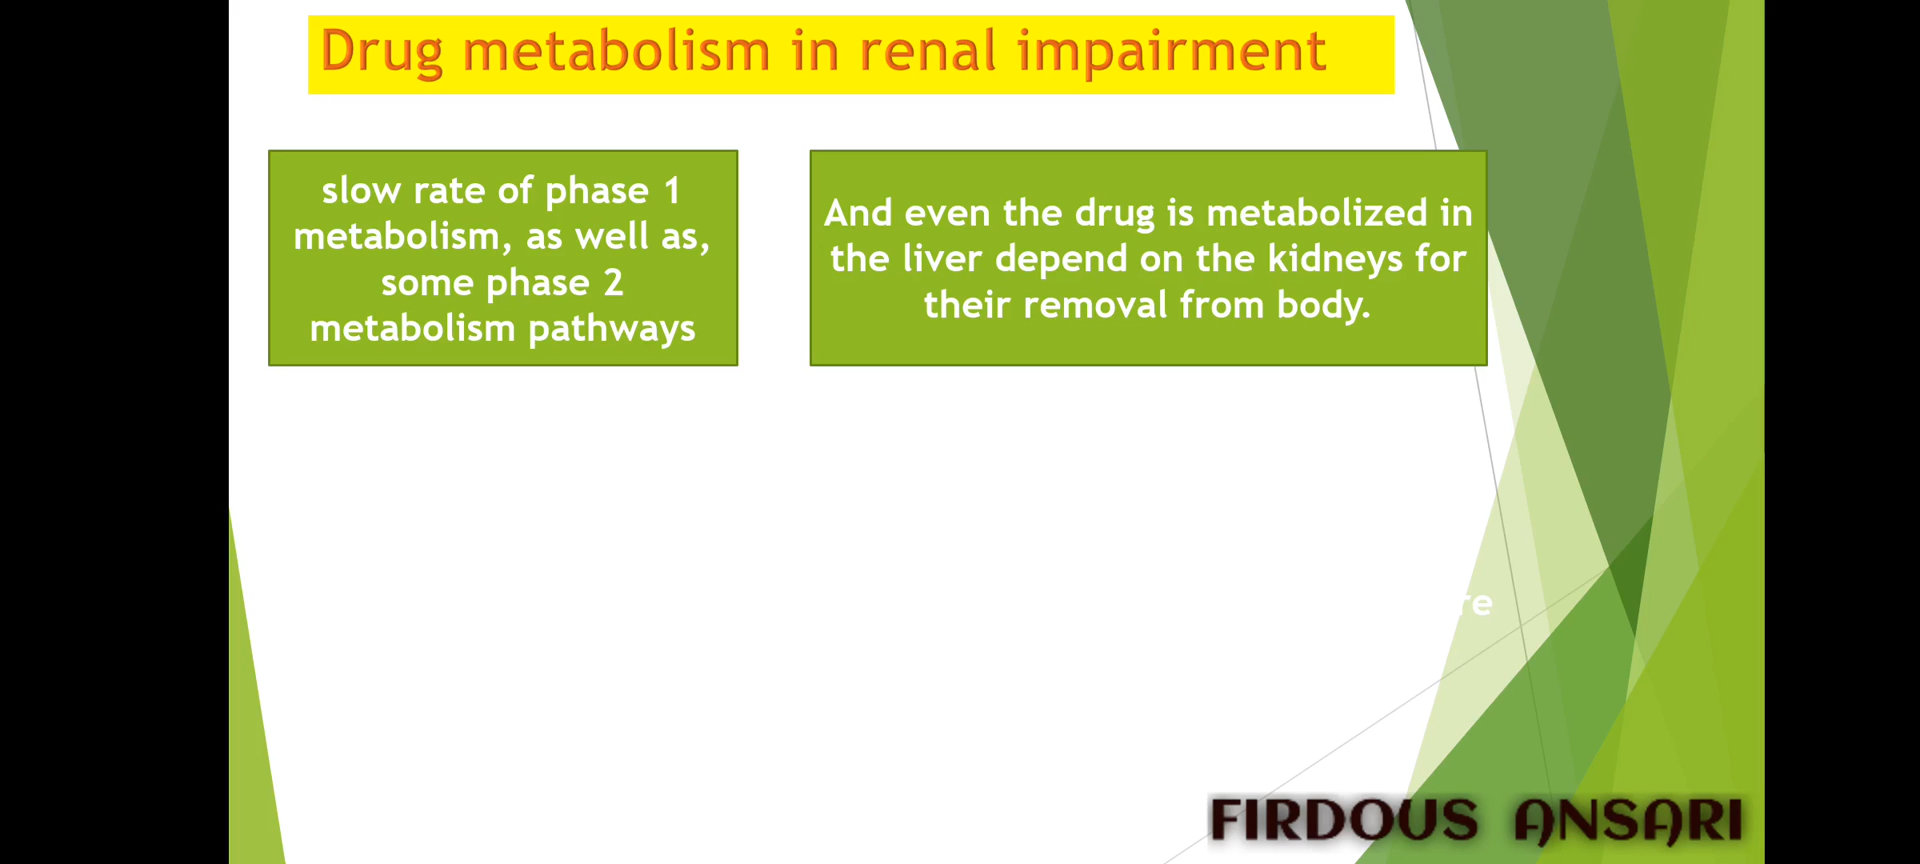 Drug metabolism in renal impairment
slow rate of phase 1
metabolism, as well as,
some phase 2
metabolism pathways
And even the drug is metabolized in
the liver depend on the kidneys for
their removal from body.
FIRDOUS ANSARI